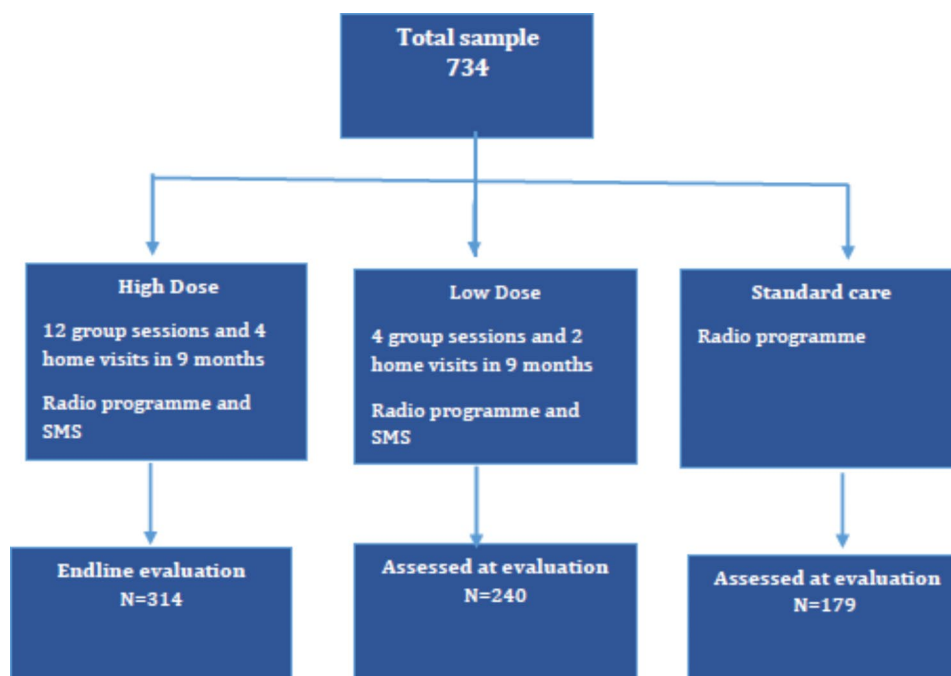 Total sample
734
High Dose
12 group sessions and 4
home visits in 9 months
Radio programme and
SMS
Low Dose
4 group sessions and 2
home visits in 9 months
Radio programme and
SMS
Standard care
Radio programme
Endline evaluation
N=314
Assessed at evaluation
N=240
Assessed at evaluation
N=179